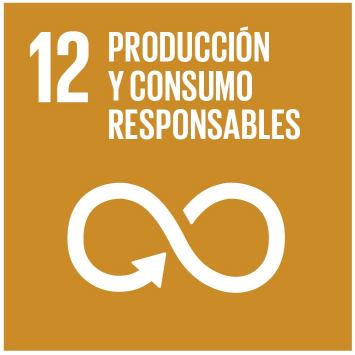 12 PRODUCCIÓN
Y CONSUMO
RESPONSABLES